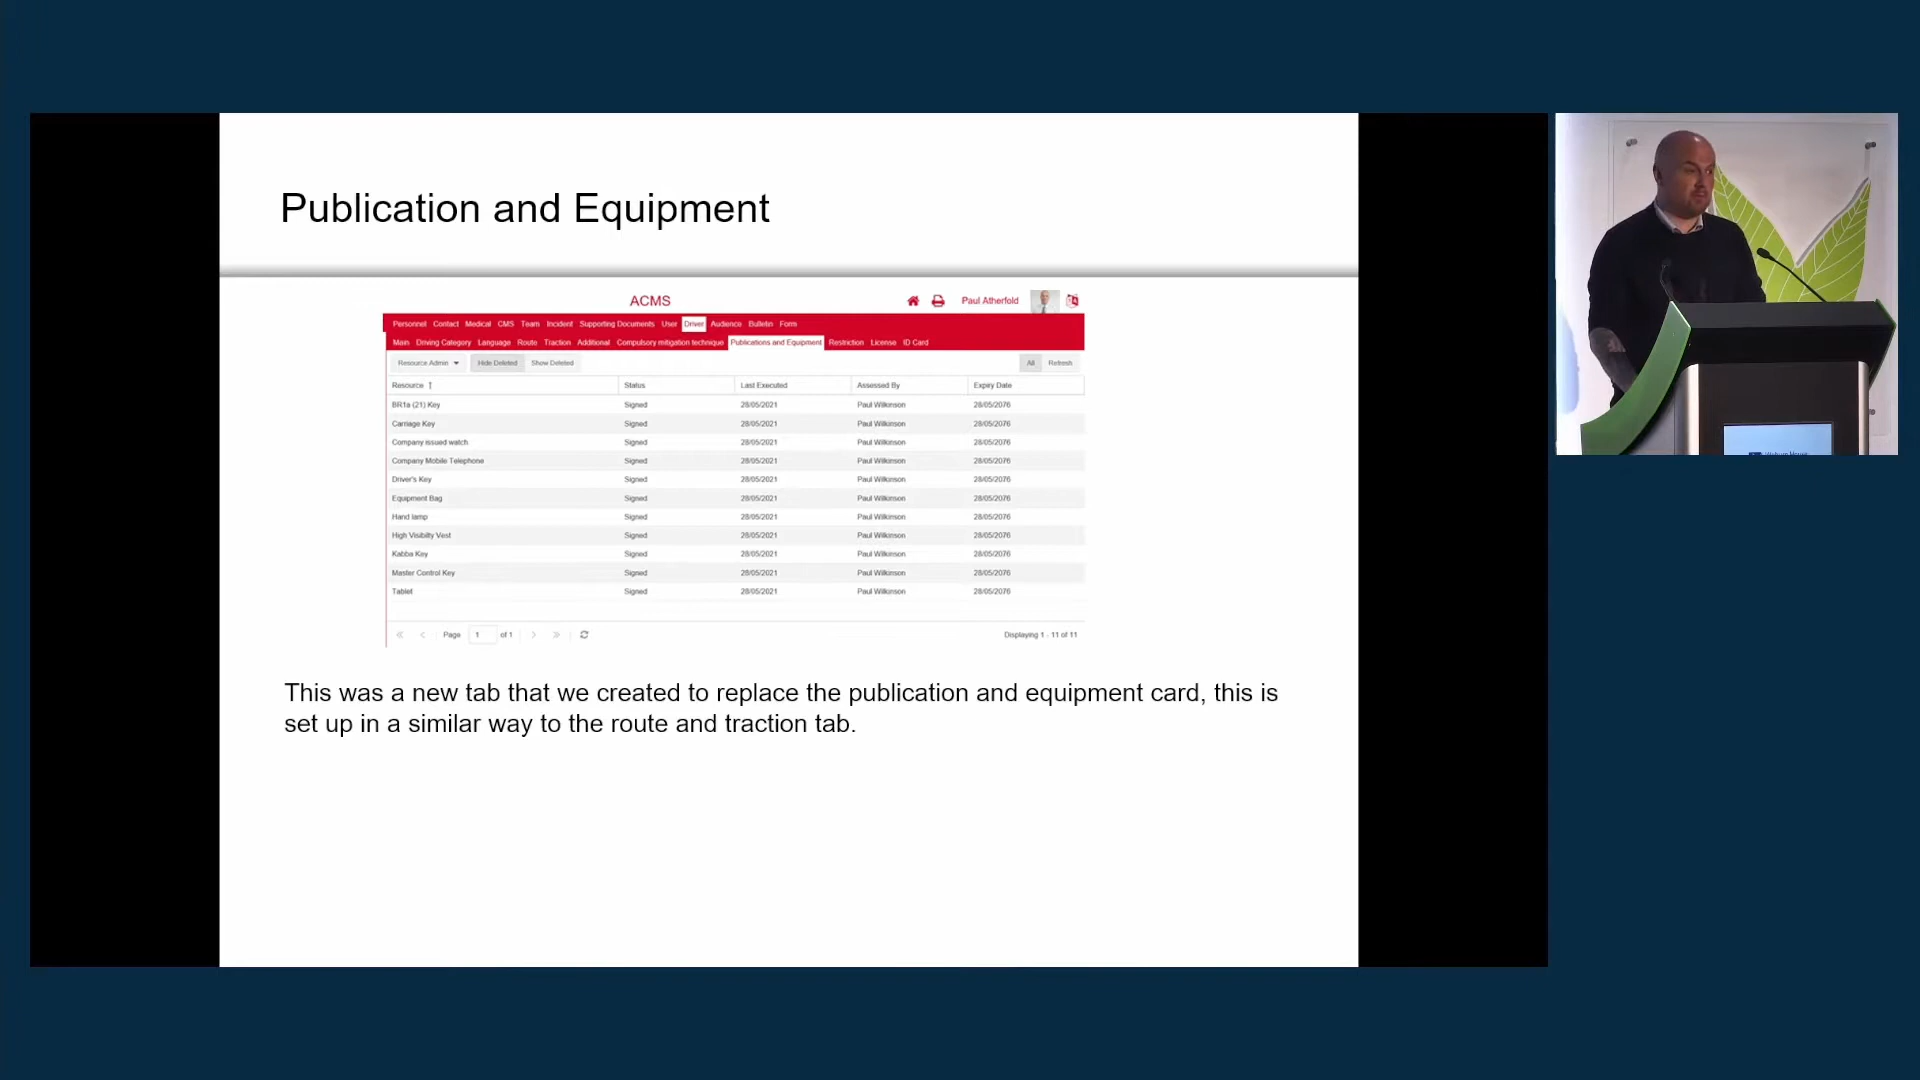 Publication and Equipment
ACMS
Paul Atherfold
Personnel Contact Medical CMS Team Incident Supporting Documents User Driver Audience Bulletin Form
Main Driving Category Language Route Traction Additional Compulsory mitigation technique Publications and Equipment Restriction License ID Card
Resource Admin Hide Deleted Show Deleted All Refresh
Resource ↑ Status Last Executed Assessed By Expiry Date
BR1a (21) Key Signed 28/05/2021 Paul Wilkinson 28/05/2076
Carriage Key Signed 28/05/2021 Paul Wilkinson 28/05/2076
Company issued watch Signed 28/05/2021 Paul Wilkinson 28/05/2076
Company Mobile Telephone Signed 28/05/2021 Paul Wilkinson 28/05/2076
Driver's Key Signed 28/05/2021 Paul Wilkinson 28/05/2076
Equipment Bag Signed 28/05/2021 Paul Wilkinson 28/05/2076
Hand lamp Signed 28/05/2021 Paul Wilkinson 28/05/2076
High Visibilty Vest Signed 28/05/2021 Paul Wilkinson 28/05/2076
Kabba Key Signed 28/05/2021 Paul Wilkinson 28/05/2076
Master Control Key Signed 28/05/2021 Paul Wilkinson 28/05/2076
Tablet Signed 28/05/2021 Paul Wilkinson 28/05/2076
Page 1 of 1 Displaying 1 - 11 of 11
This was a new tab that we created to replace the publication and equipment card, this is
set up in a similar way to the route and traction tab.